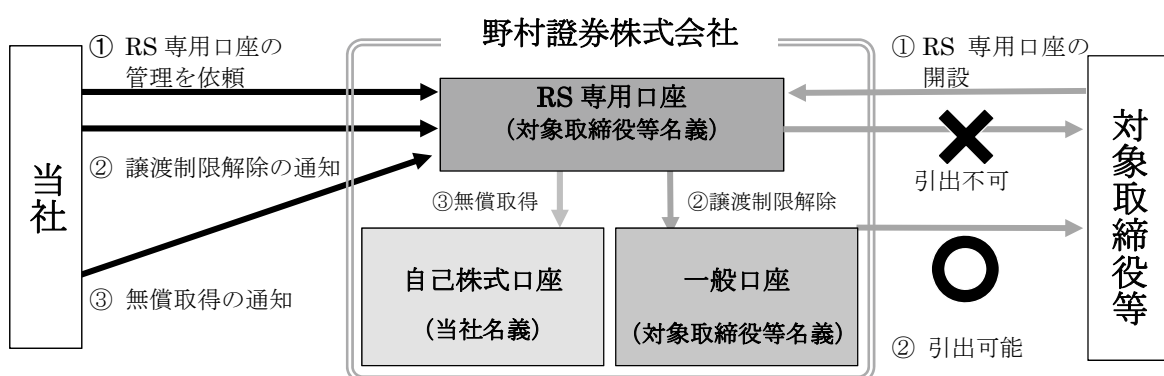 野村證券株式会社
① RS 専用口座の
管理を依頼
② 譲渡制限解除の通知
③ 無償取得の通知
当社
RS 専用口座
(対象取締役等名義)
③無償取得
②譲渡制限解除
自己株式口座
(当社名義)
一般口座
(対象取締役等名義)
① RS 専用口座の
開設
引出不可
② 引出可能
対象取締役等